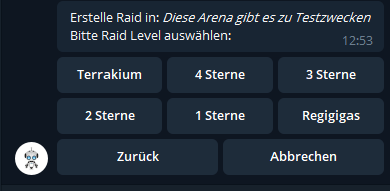 Erstelle Raid in: Diese Arena gibt es zu Testzwecken
Bitte Raid Level auswählen:
12:53
Terrakium 4 Sterne 3 Sterne
2 Sterne 1 Sterne Regigigas
Zurück Abbrechen